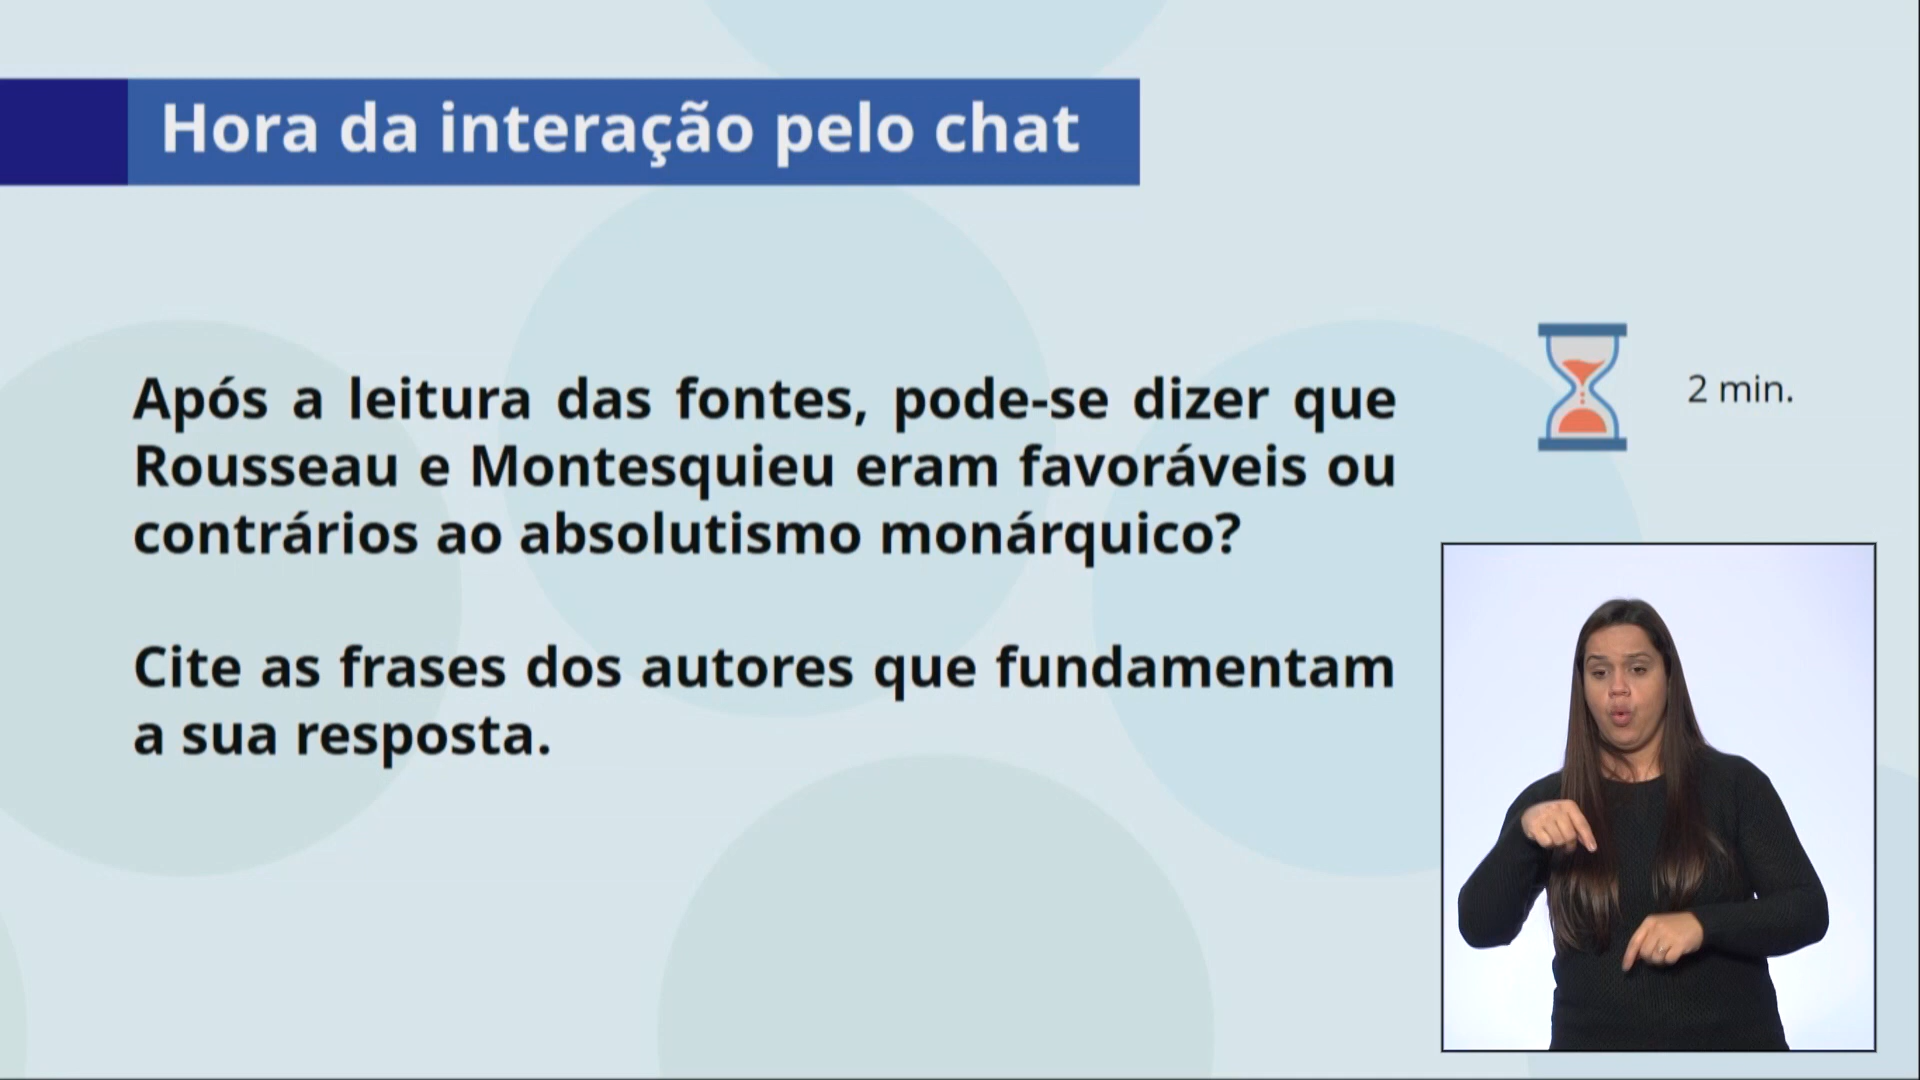 Hora da interação pelo chat
Após a leitura das fontes, pode-se dizer que
Rousseau e Montesquieu eram favoráveis ou
contrários ao absolutismo monárquico?
Cite as frases dos autores que fundamentam
a sua resposta.
2 min.